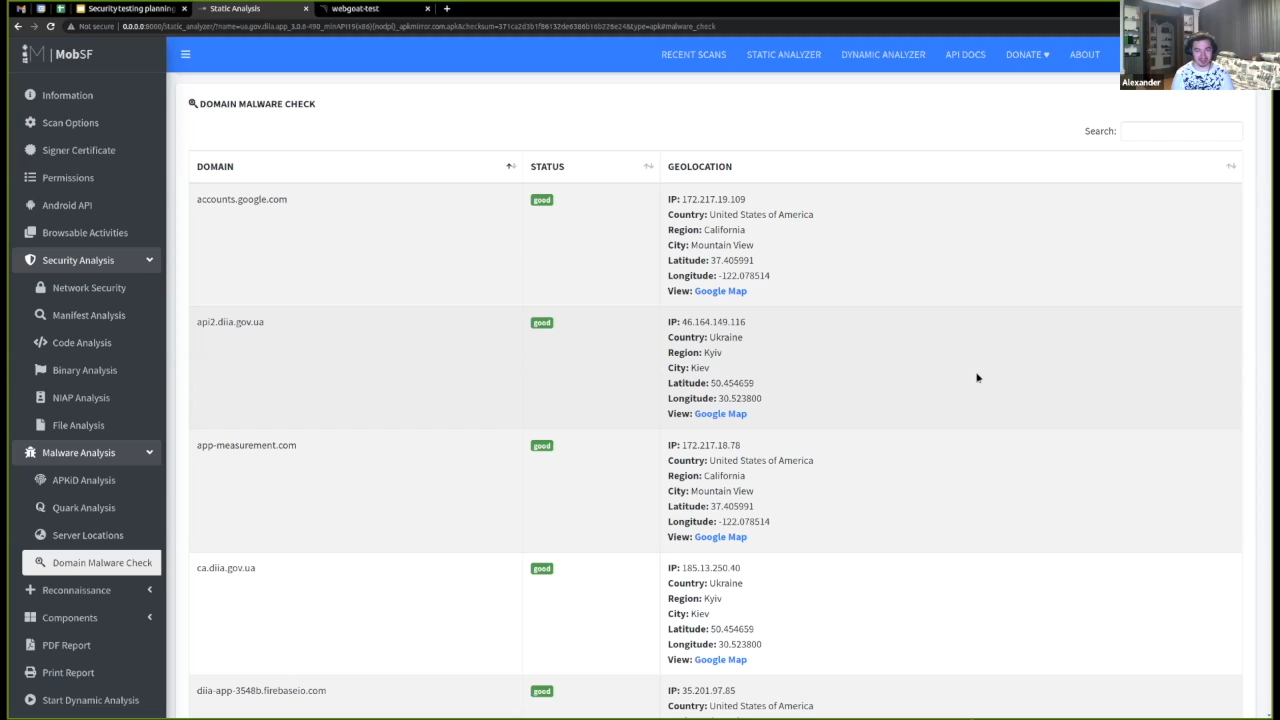 Security testing planning
Static Analysis
webgoat-test
Not secure
MobSF
RECENT SCANS
STATIC ANALYZER
DYNAMIC ANALYZER
API DOCS
DONATE ♥
ABOUT
Alexander
Information
Scan Options
Signer Certificate
Permissions
Android API
Browsable Activities
Security Analysis
Network Security
Manifest Analysis
Code Analysis
Binary Analysis
NIAP Analysis
File Analysis
Malware Analysis
APKiD Analysis
Quark Analysis
Server Locations
Domain Malware Check
Reconnaissance
Components
PDF Report
Print Report
Start Dynamic Analysis
DOMAIN MALWARE CHECK
Search:
DOMAIN STATUS GEOLOCATION
accounts.google.com good IP: 172.217.19.109
Country: United States of America
Region: California
City: Mountain View
Latitude: 37.405991
Longitude: -122.078514
View: Google Map
api2.diia.gov.ua good IP: 46.164.149.116
Country: Ukraine
Region: Kyiv
City: Kiev
Latitude: 50.454659
Longitude: 30.523800
View: Google Map
app-measurement.com good IP: 172.217.18.78
Country: United States of America
Region: California
City: Mountain View
Latitude: 37.405991
Longitude: -122.078514
View: Google Map
ca.diia.gov.ua good IP: 185.13.250.40
Country: Ukraine
Region: Kyiv
City: Kiev
Latitude: 50.454659
Longitude: 30.523800
View: Google Map
diia-app-3548b.firebaseio.com good IP: 35.201.97.85
Country: United States of America